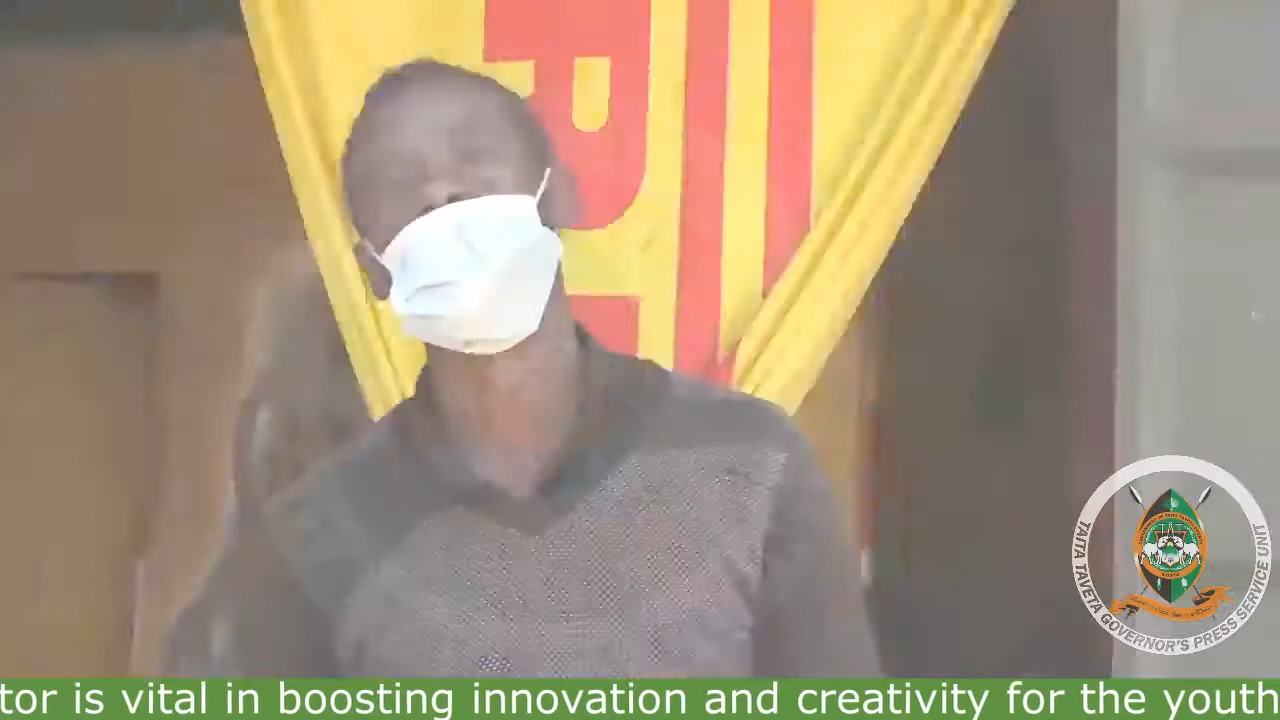 P
tor is vital in boosting innovation and creativity for the youth
TAITA TAVETA GOVERNOR'S PRESS SERVICE UNIT